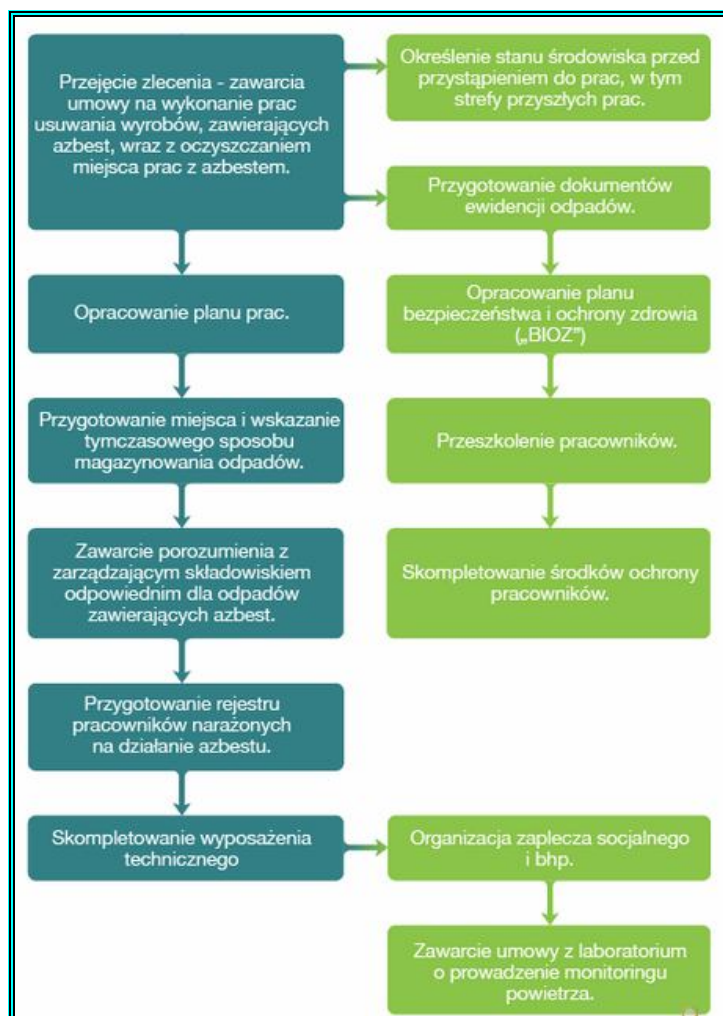 Przejęcie zlecenia - zawarcia
umowy na wykonanie prac
usuwania wyrobów, zawierających
azbest, wraz z oczyszczaniem
miejsca prac z azbestem.
Określenie stanu środowiska przed
przystąpieniem do prac, w tym
strefy przyszłych prac.
Przygotowanie dokumentów
ewidencji odpadów.
Opracowanie planu prac.
Opracowanie planu
bezpieczeństwa i ochrony zdrowia
(„BIOZ”)
Przygotowanie miejsca i wskazanie
tymczasowego sposobu
magazynowania odpadów.
Przeszkolenie pracowników.
Zawarcie porozumienia z
zarządzającym składowiskiem
odpowiednim dla odpadów
zawierających azbest.
Skompletowanie środków ochrony
pracowników.
Przygotowanie rejestru
pracowników narażonych
na działanie azbestu.
Skompletowanie wyposażenia
technicznego
Organizacja zaplecza socjalnego
i bhp.
Zawarcie umowy z laboratorium
o prowadzenie monitoringu
powietrza.